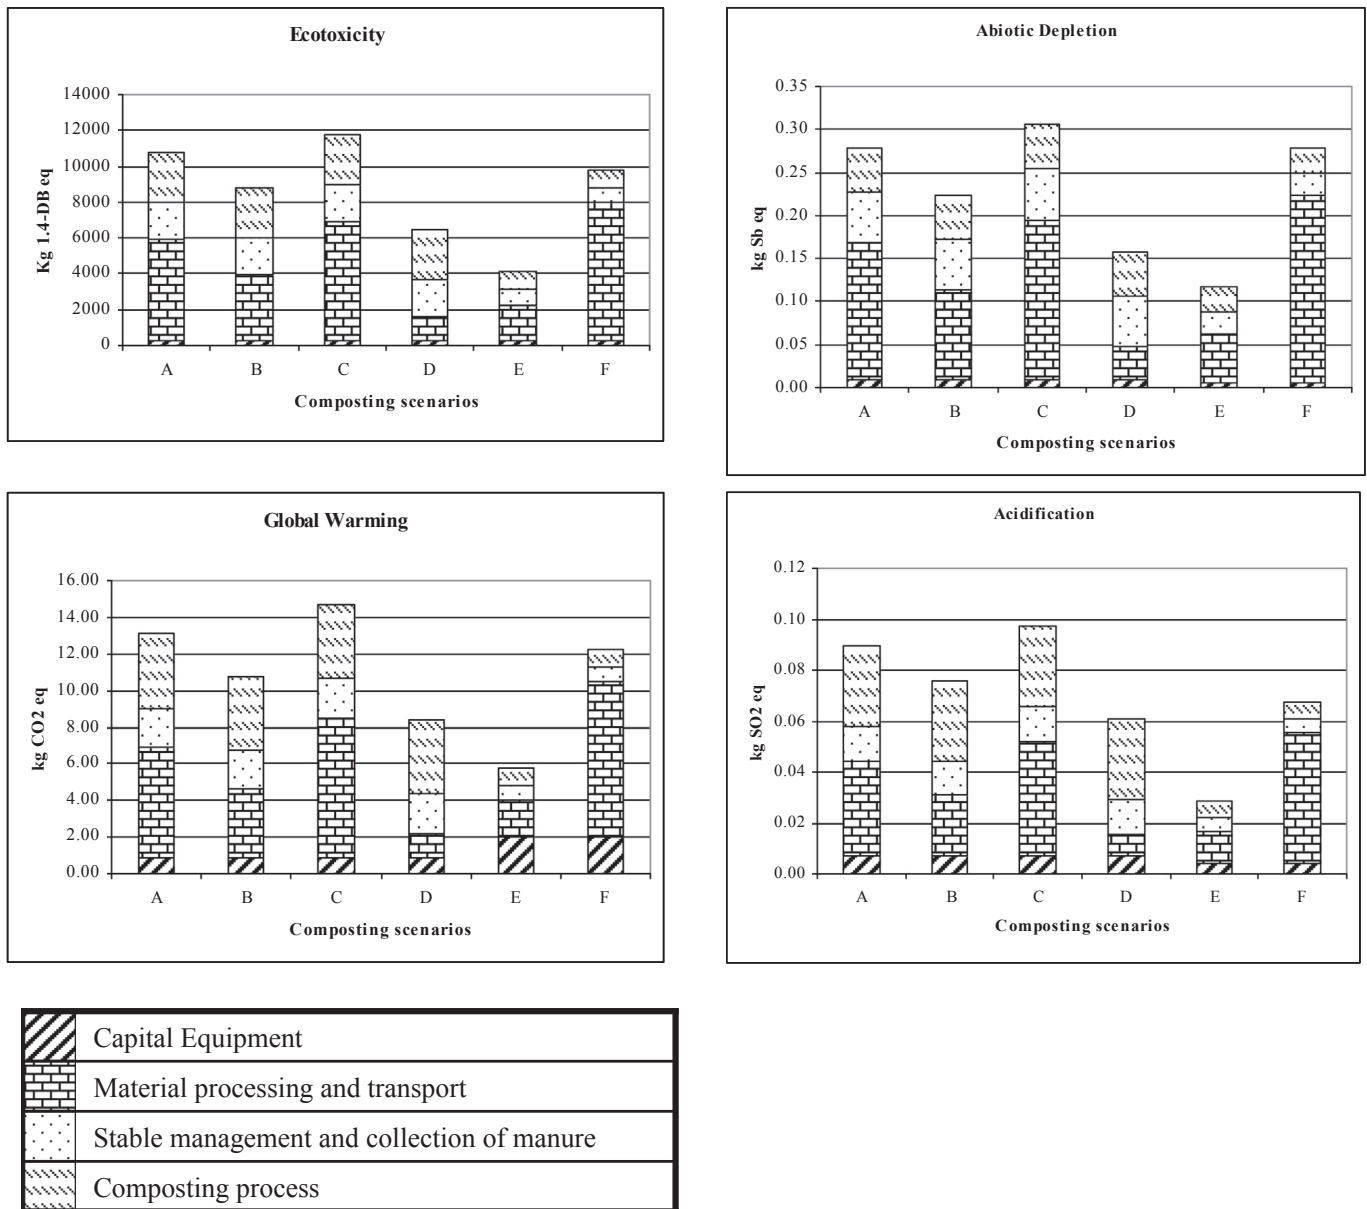 Ecotoxicity
14000
12000
10000
8000
6000
4000
2000
0
Kg 1.4-DB eq
A B C D E F
Composting scenarios
Abiotic Depletion
0.35
0.30
0.25
0.20
0.15
0.10
0.05
0.00
kg Sb eq
A B C D E F
Composting scenarios
Global Warming
16.00
14.00
12.00
10.00
8.00
6.00
4.00
2.00
0.00
kg CO2 eq
A B C D E F
Composting scenarios
Acidification
0.12
0.10
0.08
0.06
0.04
0.02
0.00
kg SO2 eq
A B C D E F
Composting scenarios
Capital Equipment
Material processing and transport
Stable management and collection of manure
Composting process